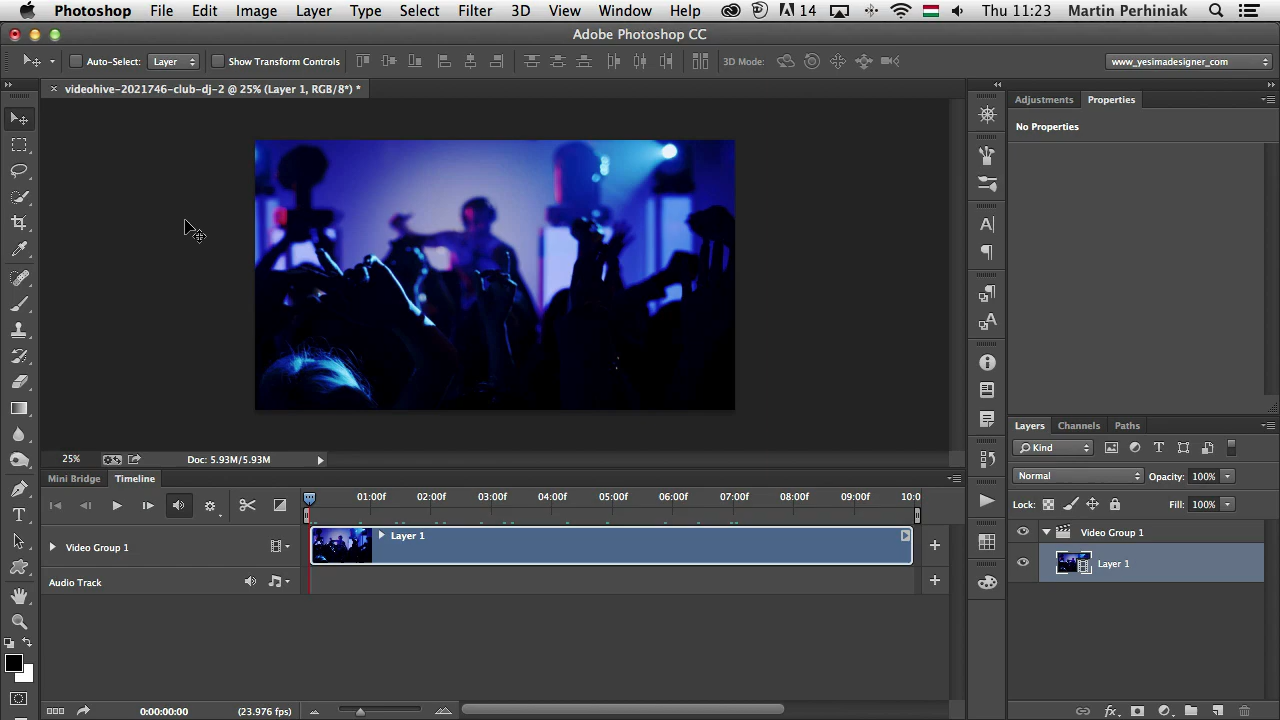 Photoshop File Edit Image Layer Type Select Filter 3D View Window Help 14 Thu 11:23 Martin Perhiniak
Adobe Photoshop CC
Auto-Select: Layer Show Transform Controls 3D Mode: www_yesimadesigner_com
videohive-2021746-club-dj-2 @ 25% (Layer 1, RGB/8*) *
Adjustments Properties
No Properties
25% Doc: 5.93M/5.93M
Mini Bridge Timeline
01:00f 02:00f 03:00f 04:00f 05:00f 06:00f 07:00f 08:00f 09:00f 10:0
Video Group 1
Layer 1
Audio Track
0:00:00:00 (23.976 fps)
Layers Channels Paths
Kind
Normal Opacity: 100%
Lock: Fill: 100%
Video Group 1
Layer 1